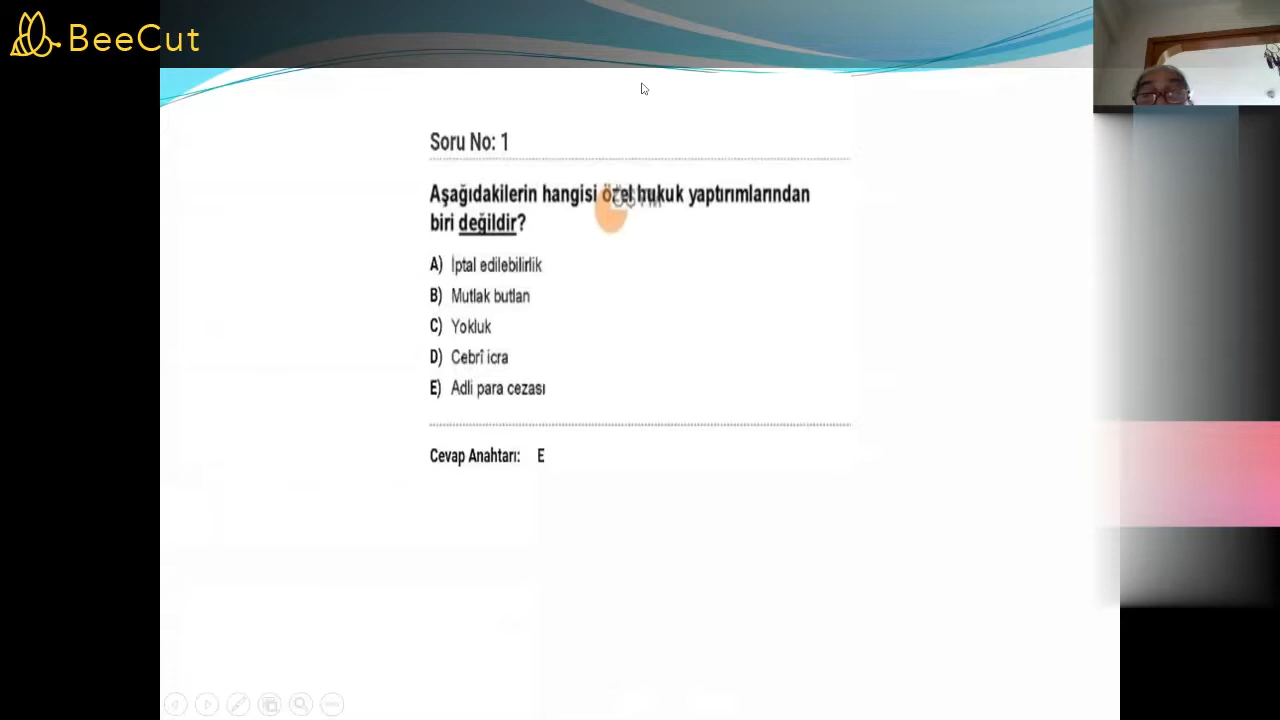 BeeCut
Soru No: 1
Aşağıdakilerin hangisi özel hukuk yaptırımlarından
biri değildir?
A) İptal edilebilirlik
B) Mutlak butlan
C) Yokluk
D) Cebrî icra
E) Adli para cezası
Cevap Anahtarı: E